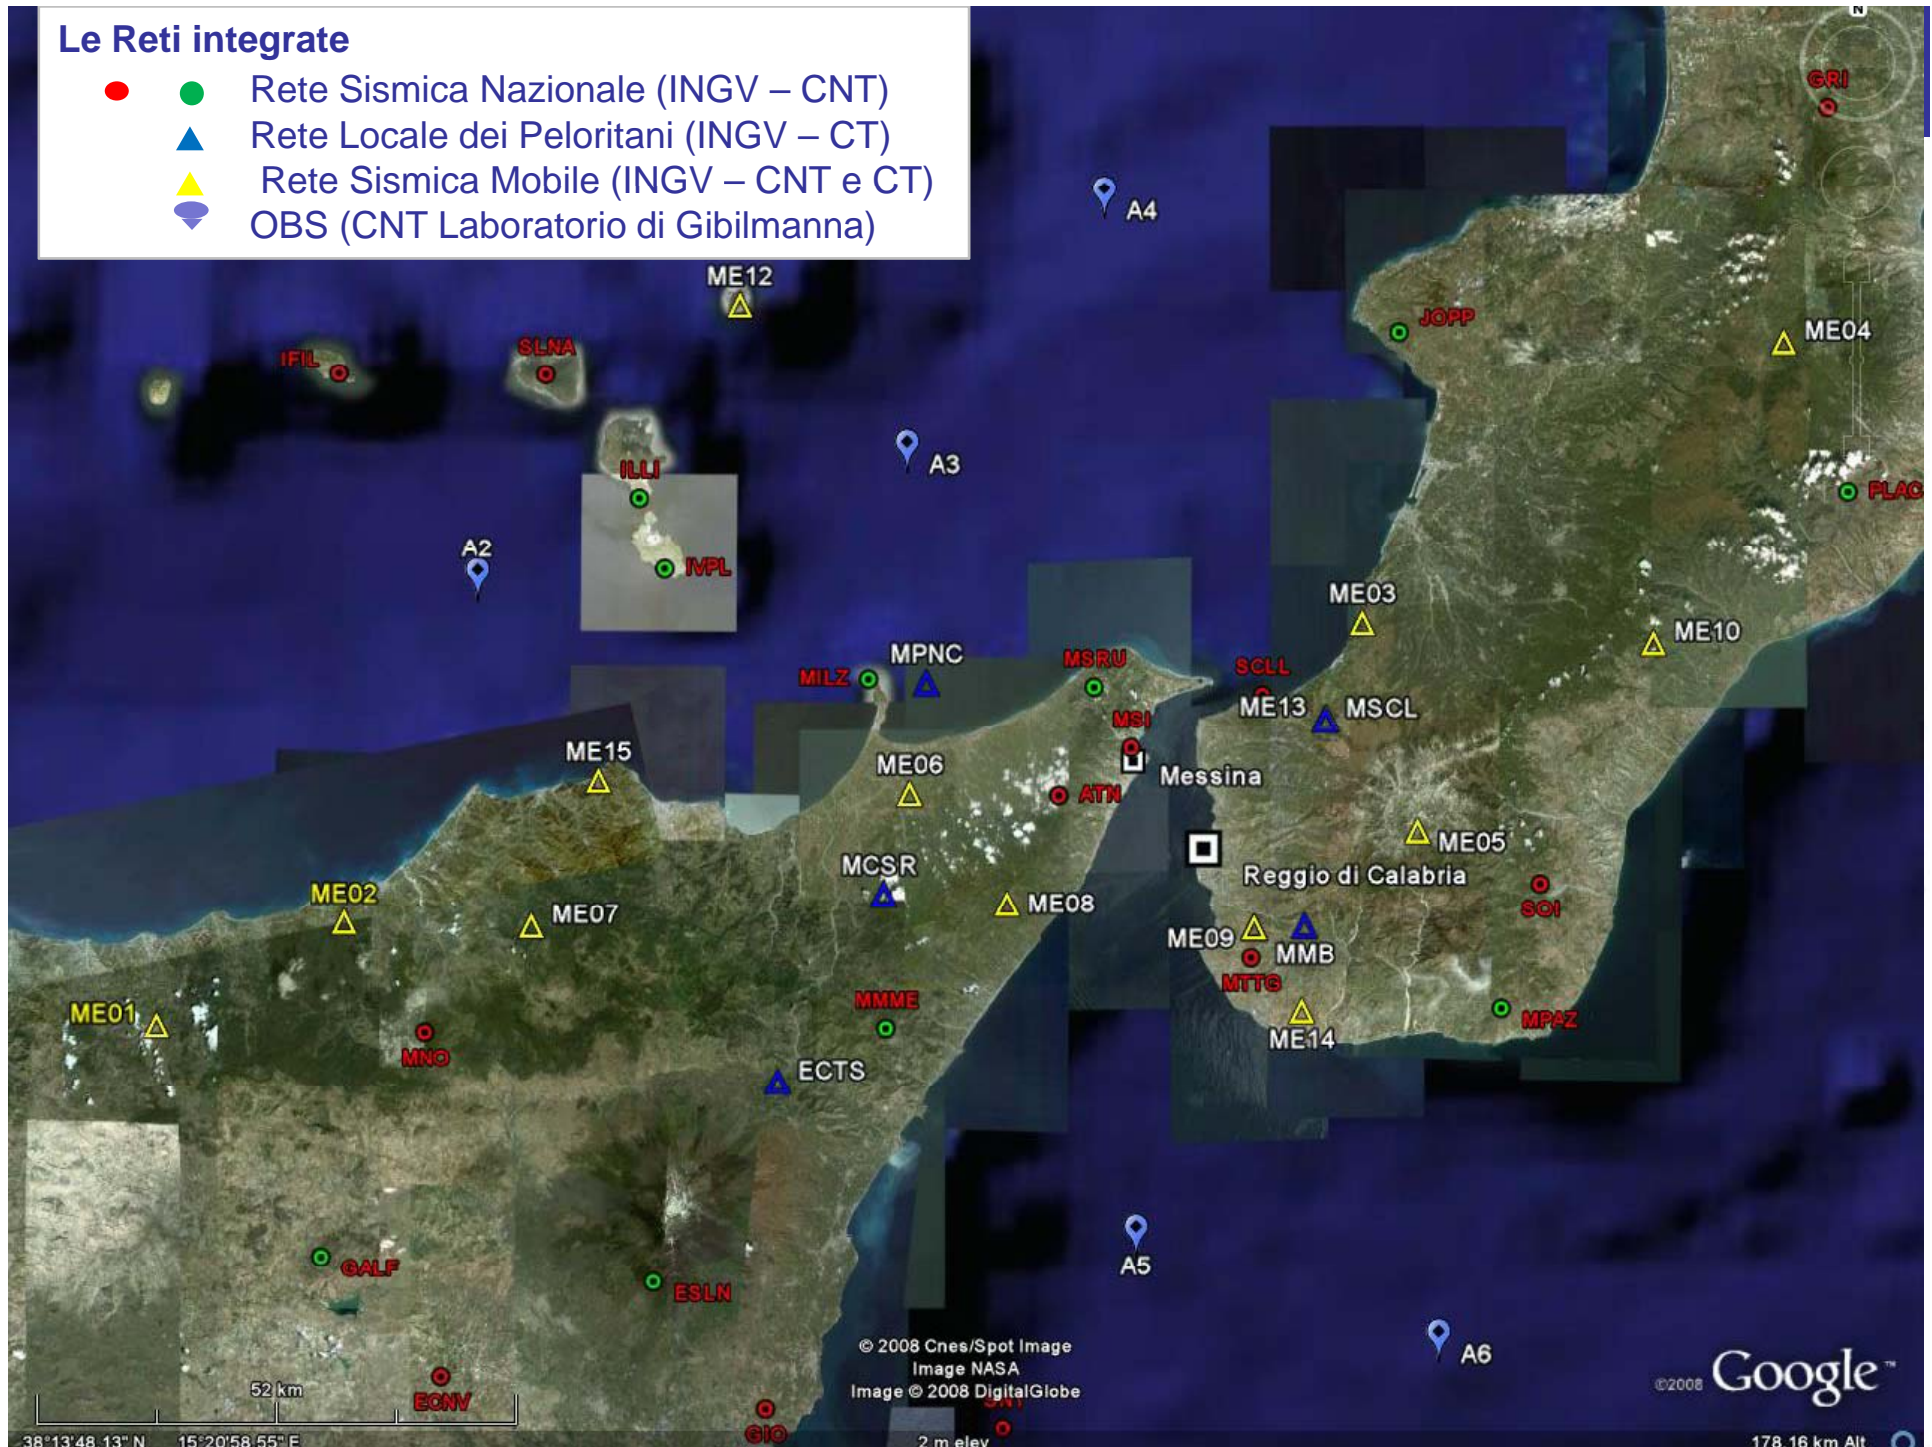 Le Reti integrate
Rete Sismica Nazionale (INGV – CNT)
Rete Locale dei Peloritani (INGV – CT)
Rete Sismica Mobile (INGV – CNT e CT)
OBS (CNT Laboratorio di Gibilmanna)
N
GRI
A4
ME12
JOPP
ME04
IFIL
SLNA
A3
ILLI
PLAC
A2
IVPL
ME03
ME10
MPNC
MSRU
SCLL
MILZ
ME13
MSCL
MSI
ME15
ME06
Messina
ATN
ME05
MCSR
Reggio di Calabria
ME02
ME07
ME08
SOI
ME09
MMB
MTTG
ME01
MMME
MPAZ
ME14
MNO
ECTS
A5
GALF
ESLN
© 2008 Cnes/Spot Image
A6
Image NASA
52 km
Image © 2008 DigitalGlobe
©2008 Google™
ECNV
GIO
38°13'48.13" N 15°20'58.55" E
2 m elev
178.16 km Alt